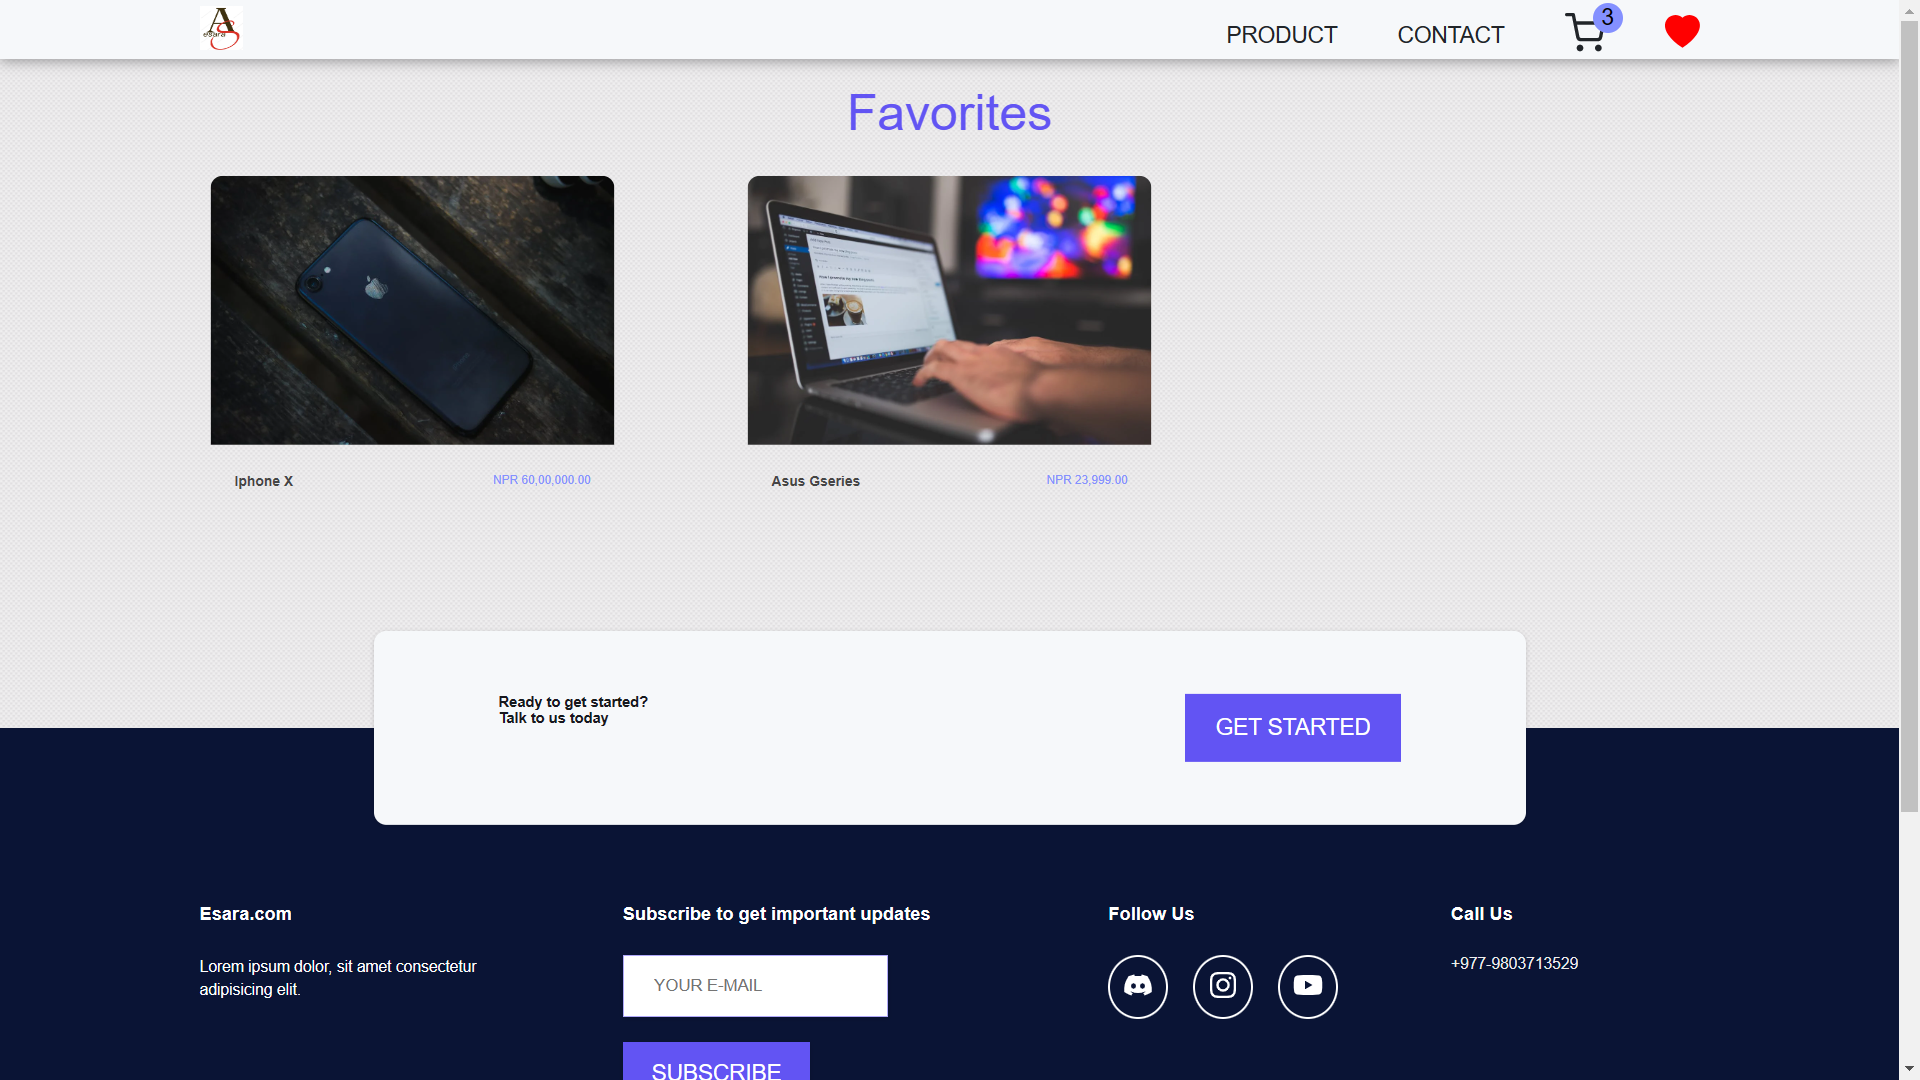 esara
PRODUCT
CONTACT
3
Favorites
Iphone X
NPR 60,00,000.00
Asus Gseries
NPR 23,999.00
Ready to get started?
Talk to us today
GET STARTED
Esara.com
Lorem ipsum dolor, sit amet consectetur
adipisicing elit.
Subscribe to get important updates
YOUR E-MAIL
SUBSCRIBE
Follow Us
Call Us
+977-9803713529